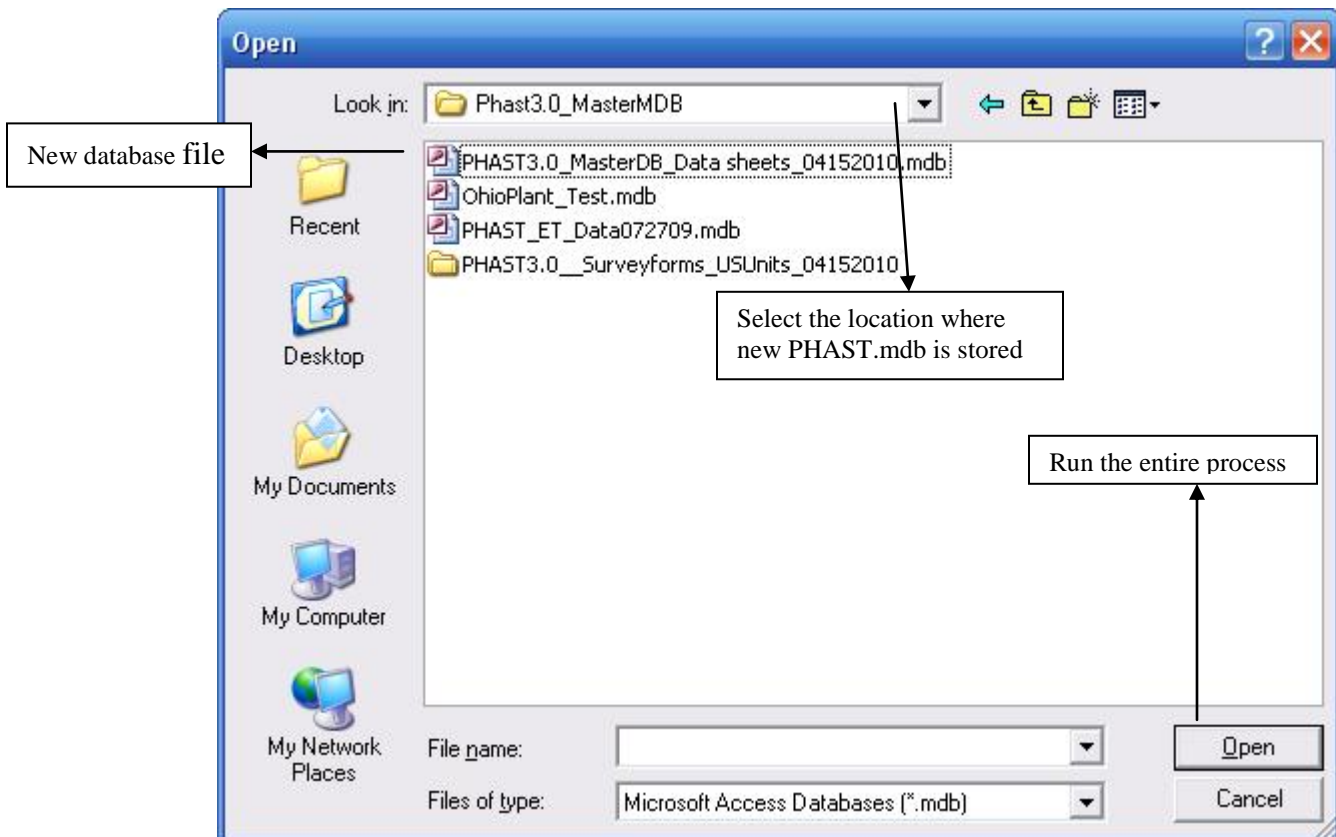 Open
Look in:
Phast3.0_MasterMDB
New database file
PHAST3.0_MasterDB_Data sheets_04152010.mdb
OhioPlant_Test.mdb
PHAST_ET_Data072709.mdb
PHAST3.0__Surveyforms_USUnits_04152010
Recent
Desktop
My Documents
My Computer
My Network
Places
Select the location where
new PHAST.mdb is stored
Run the entire process
File name:
Open
Files of type:
Microsoft Access Databases (*.mdb)
Cancel